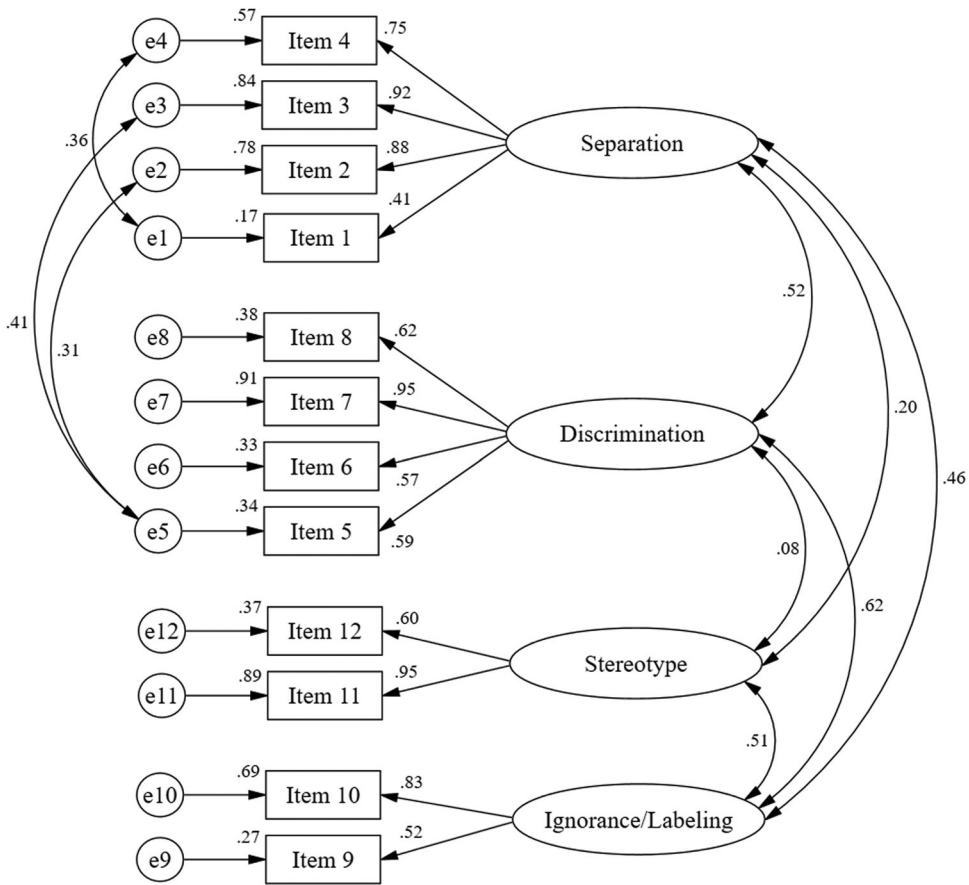 .57
e4 Item 4 .75
.84
e3 Item 3 .92
Separation
.36
.78
e2 Item 2 .88
.41
.17
e1 Item 1
.52
.41
.31
.38
e8 Item 8 .62
.91
e7 Item 7 .95
.20
Discrimination
.33
e6 Item 6
.57
.46
.34
e5 Item 5
.59
.08
.37
e12 Item 12 .60
.62
Stereotype
.89
e11 Item 11 .95
.51
.69
e10 Item 10 .83
Ignorance/Labeling
.27
e9 Item 9 .52